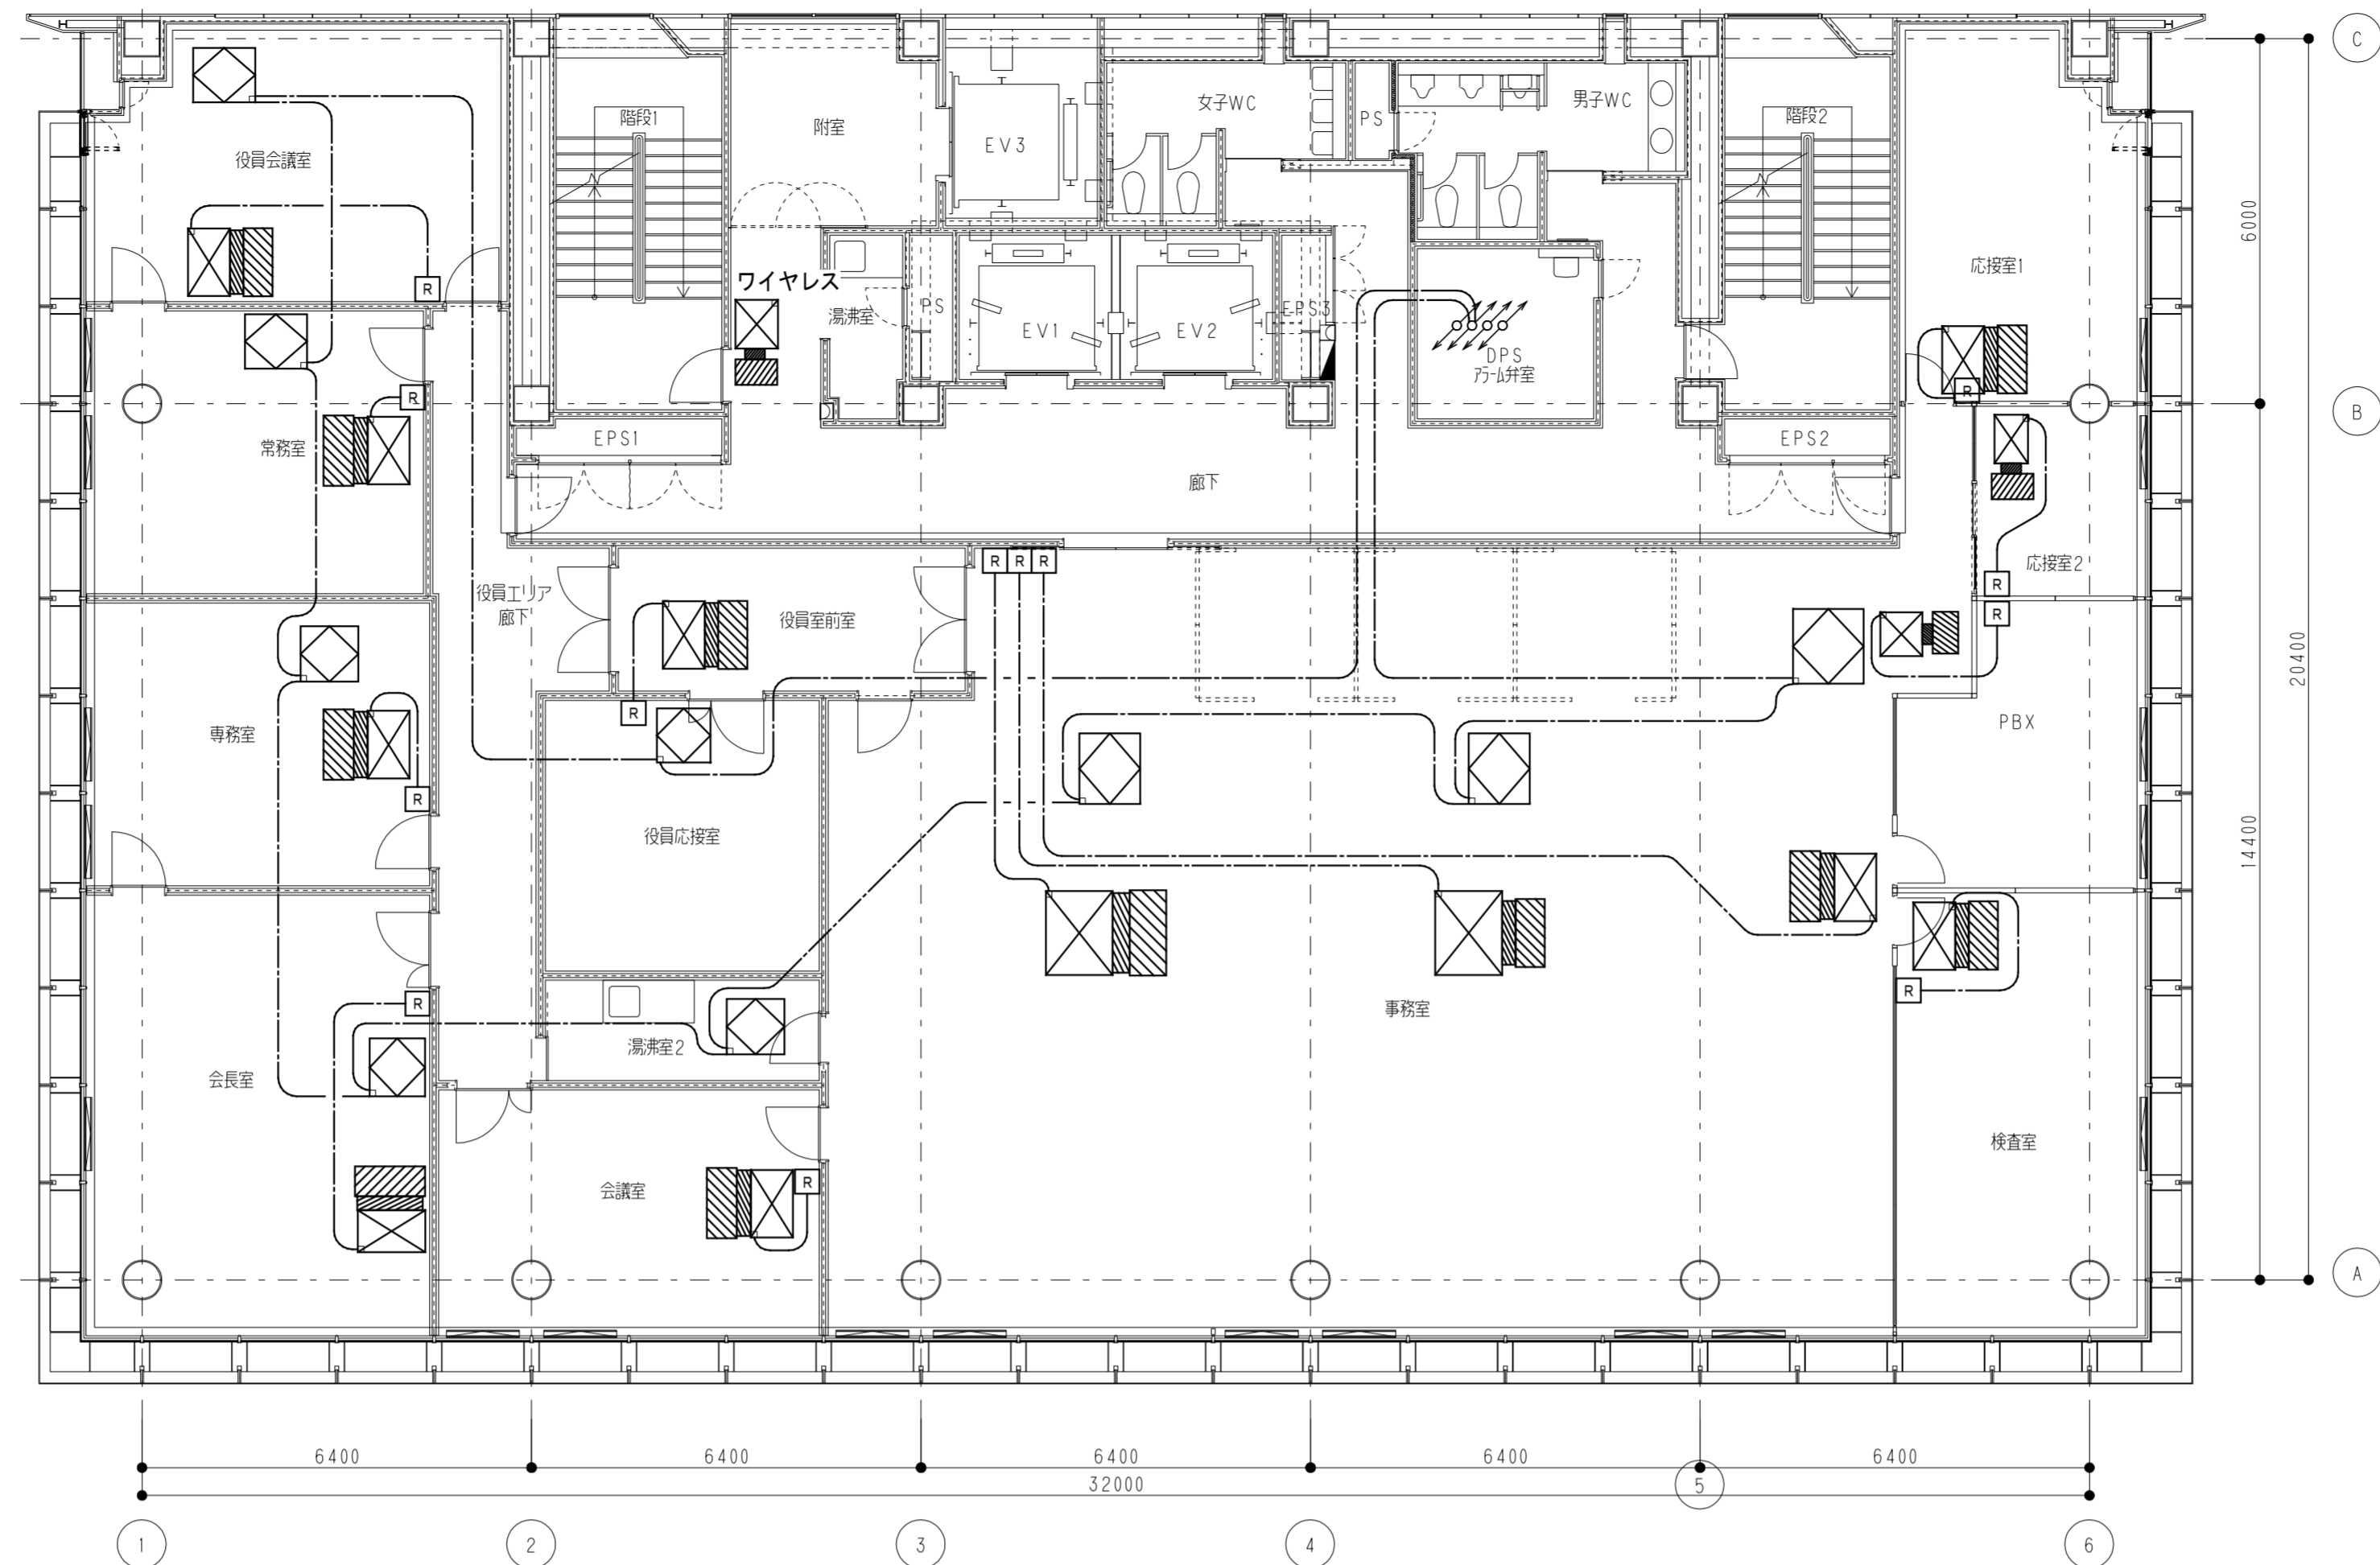 C
女子WC
PS
男子WC
階段1
階段2
附室
EV3
役員会議室
6000
応接室1
ワイヤレス
R
湯沸室
PS
EPS3
EV1
EV2
DPS
アラーム弁室
R
R
B
常務室
EPS1
EPS2
廊下
R
R
R
応接室2
R
役員エリア
廊下
役員室前室
R
20400
R
専務室
PBX
R
役員応接室
14400
R
事務室
R
湯沸室2
会長室
検査室
会議室
R
A
6400
6400
6400
6400
6400
32000
5
1
2
3
4
6